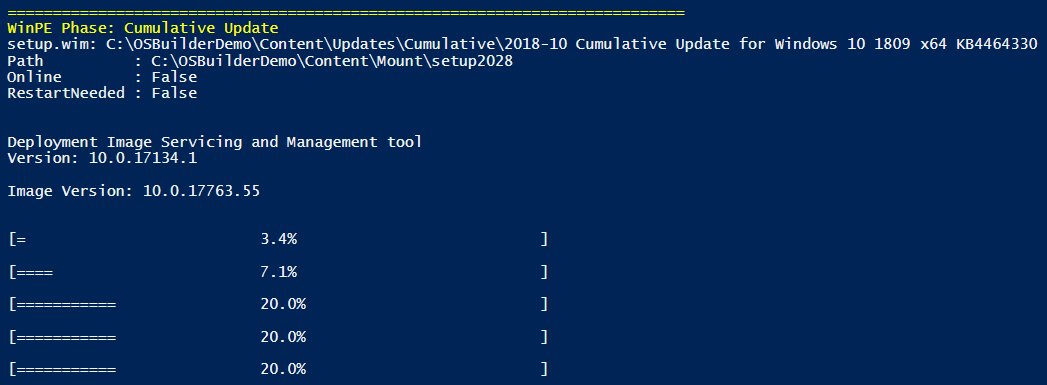 ===========================================================================
WinPE Phase: Cumulative Update
setup.wim: C:\OSBuilderDemo\Content\Updates\Cumulative\2018-10 Cumulative Update for Windows 10 1809 x64 KB4464330
Path          : C:\OSBuilderDemo\Content\Mount\setup2028
Online        : False
RestartNeeded : False
Deployment Image Servicing and Management tool
Version: 10.0.17134.1
Image Version: 10.0.17763.55
[=                          3.4%                           ]
[====                       7.1%                           ]
[===========                20.0%                          ]
[===========                20.0%                          ]
[===========                20.0%                          ]